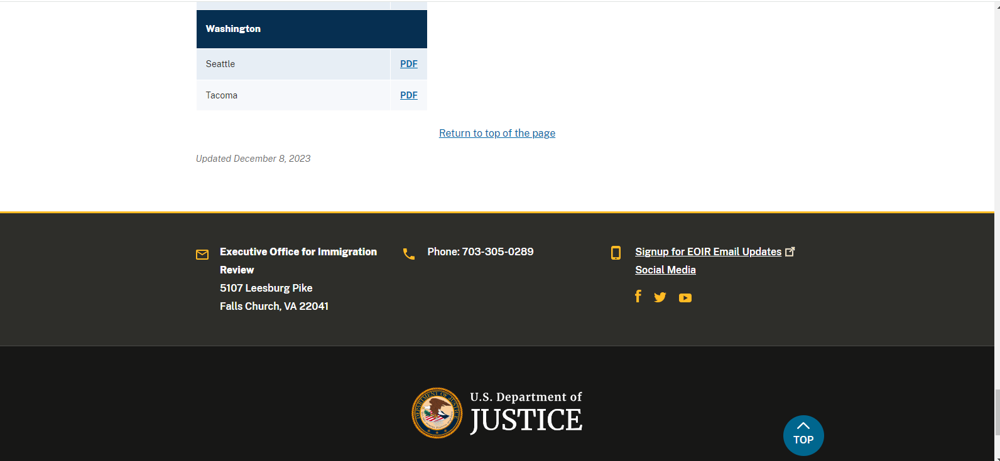 Washington
Seattle PDF
Tacoma PDF
Return to top of the page
Updated December 8, 2023
Executive Office for Immigration
Review
5107 Leesburg Pike
Falls Church, VA 22041
Phone: 703-305-0289
Signup for EOIR Email Updates
Social Media
U.S. Department of
JUSTICE
TOP